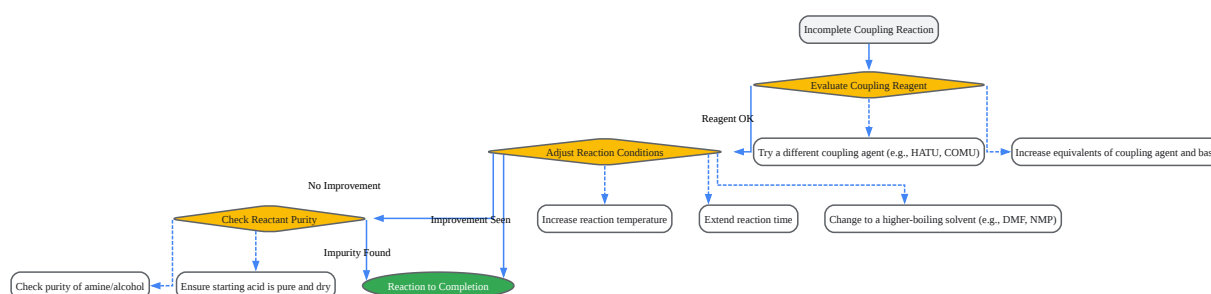 Incomplete Coupling Reaction
Evaluate Coupling Reagent
Reagent OK
Adjust Reaction Conditions
Try a different coupling agent (e.g., HATU, COMU)
Increase equivalents of coupling agent and base
No Improvement
Check Reactant Purity
Improvement Seen
Increase reaction temperature
Extend reaction time
Change to a higher-boiling solvent (e.g., DMF, NMP)
Impurity Found
Check purity of amine/alcohol
Ensure starting acid is pure and dry
Reaction to Completion